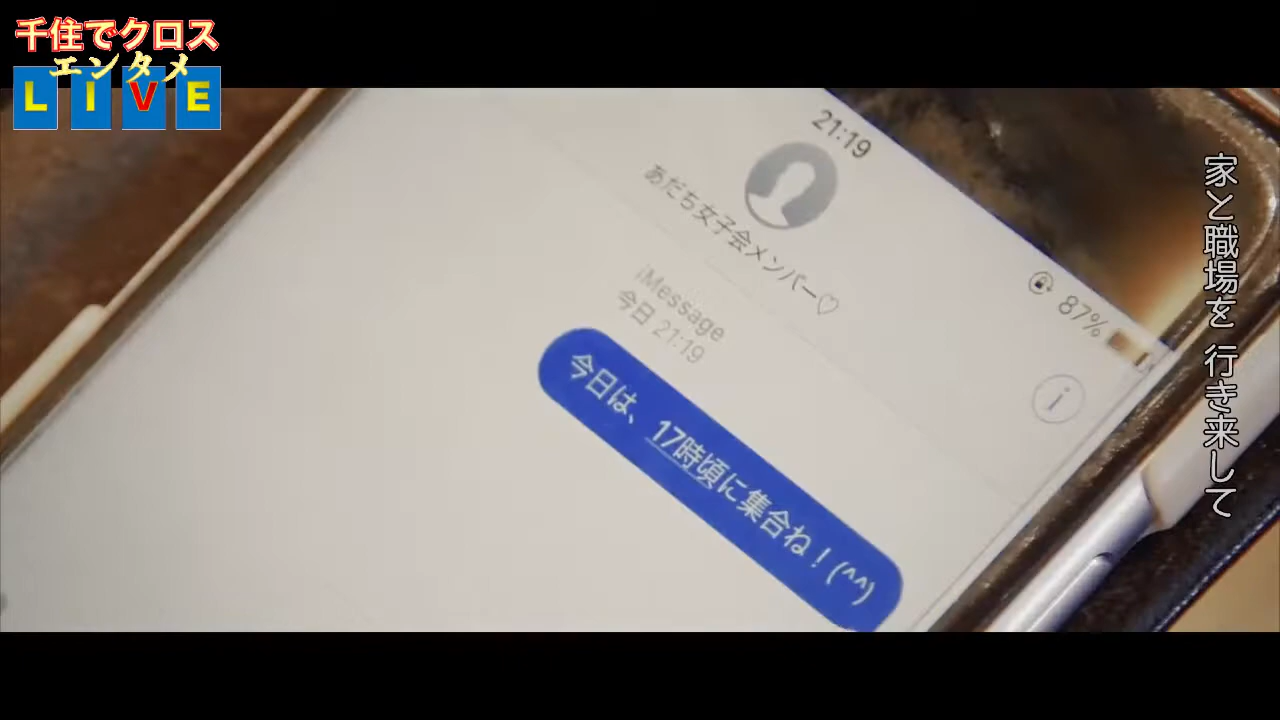 千住でクロス
エンタメ
LIVE
21:19
87%
あだち女子会メンバー♡
iMessage
今日 21:19
今日は、17時頃に集合ね！(^^)
家と職場を 行き来して